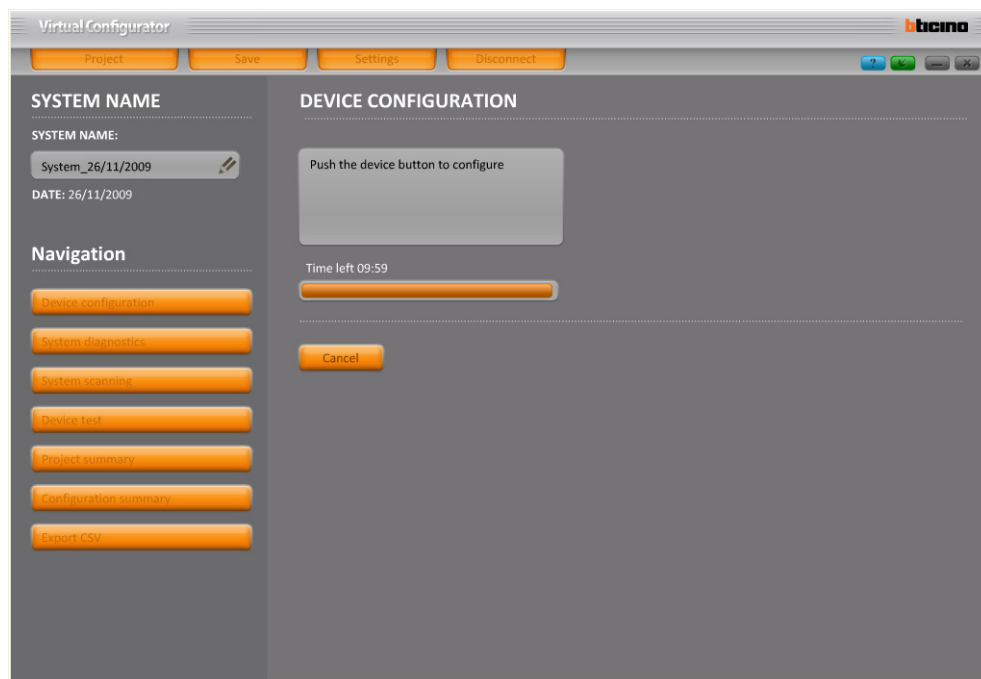 Virtual Configurator
bticino
Project
Save
Settings
Disconnect
?
SYSTEM NAME
SYSTEM NAME:
System_26/11/2009
DATE: 26/11/2009
Navigation
Device configuration
System diagnostics
System scanning
Device test
Project summary
Configuration summary
Export CSV
DEVICE CONFIGURATION
Push the device button to configure
Time left 09:59
Cancel